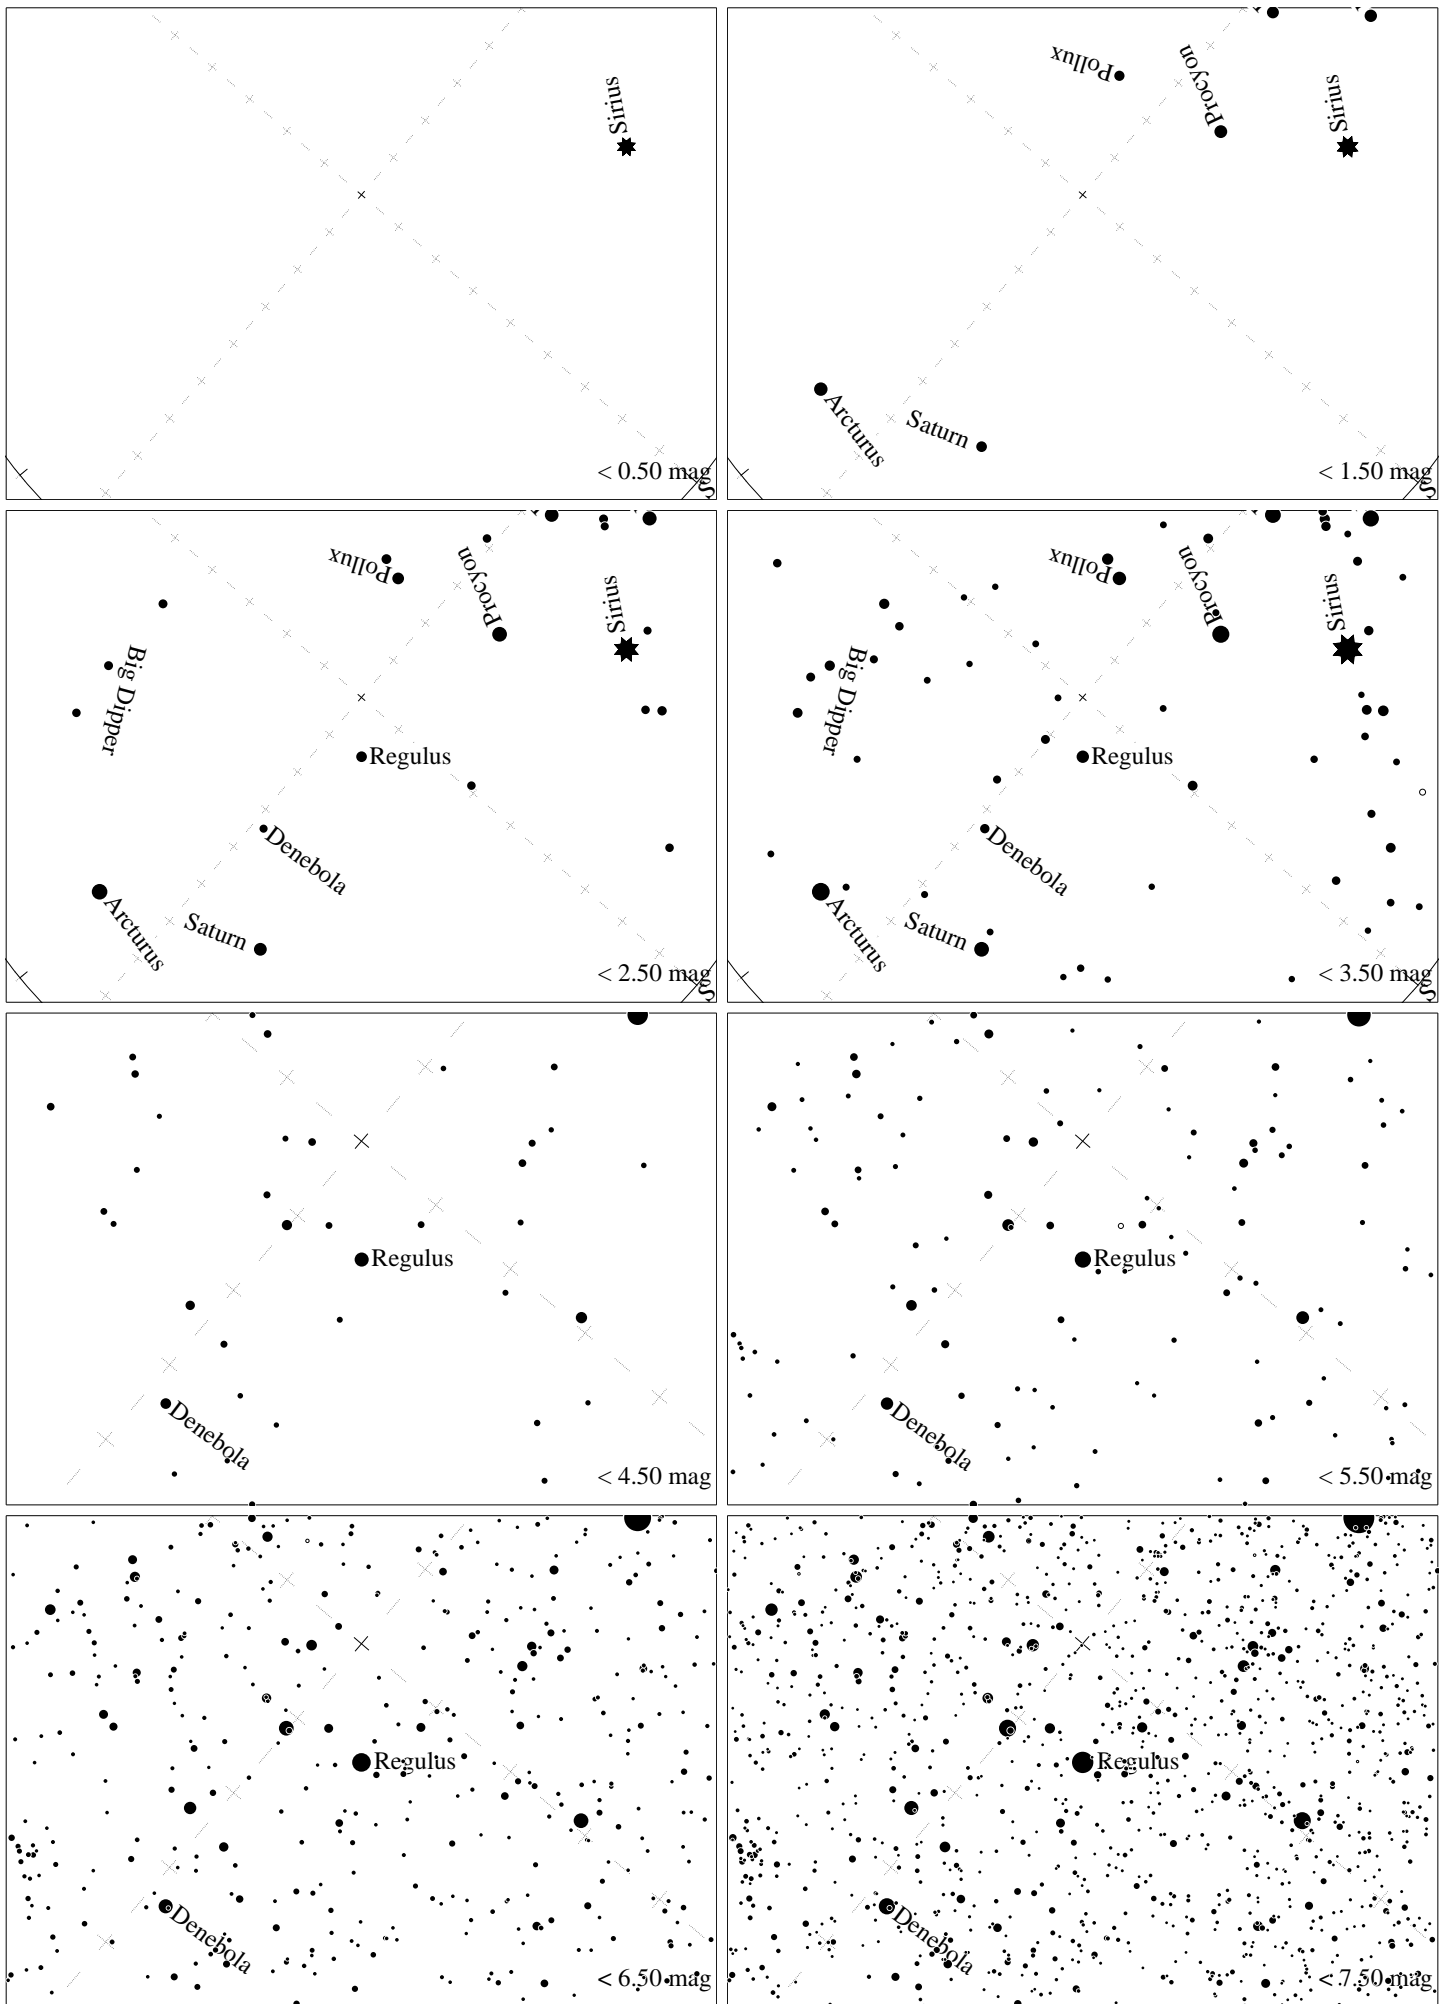 Sirius
< 0.50 mag
S
Pollux
Procyon
Sirius
Arcturus
Saturn
< 1.50 mag
S
Pollux
Procyon
Sirius
Big Dipper
Regulus
Denebola
Arcturus
Saturn
< 2.50 mag
S
Pollux
Procyon
Sirius
Big Dipper
Regulus
Denebola
Arcturus
Saturn
< 3.50 mag
S
Regulus
Denebola
< 4.50 mag
Regulus
Denebola
< 5.50 mag
Regulus
Denebola
< 6.50 mag
Regulus
Denebola
< 7.50 mag